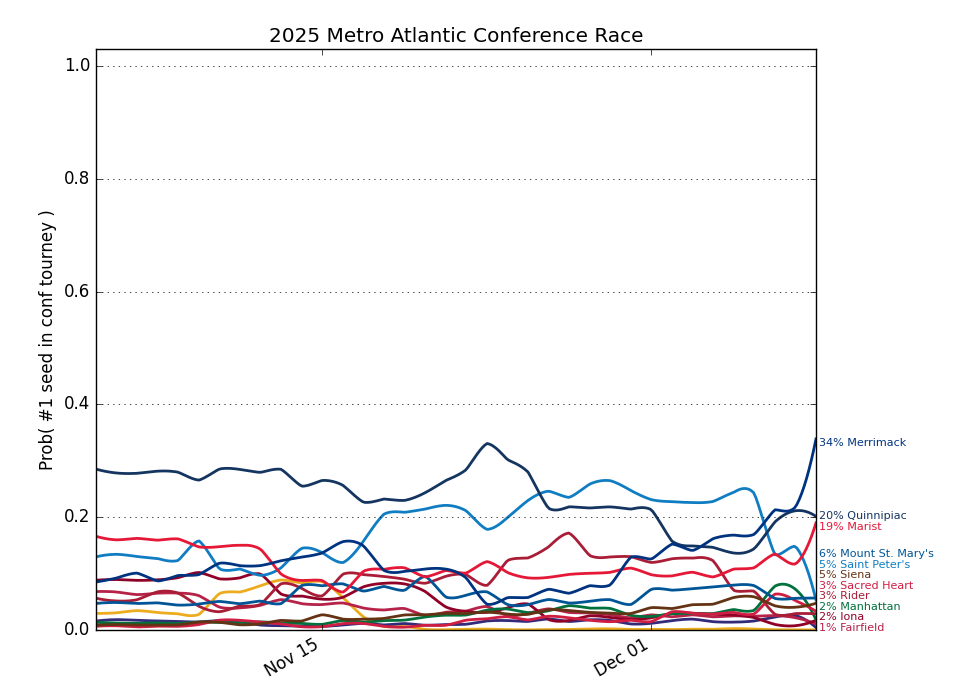 2025 Metro Atlantic Conference Race
Prob( #1 seed in conf tourney )
1.0
0.8
0.6
0.4
0.2
0.0
Nov 15
Dec 01
34% Merrimack
20% Quinnipiac
19% Marist
6% Mount St. Mary's
5% Saint Peter's
5% Siena
3% Sacred Heart
3% Rider
2% Manhattan
2% Iona
1% Fairfield